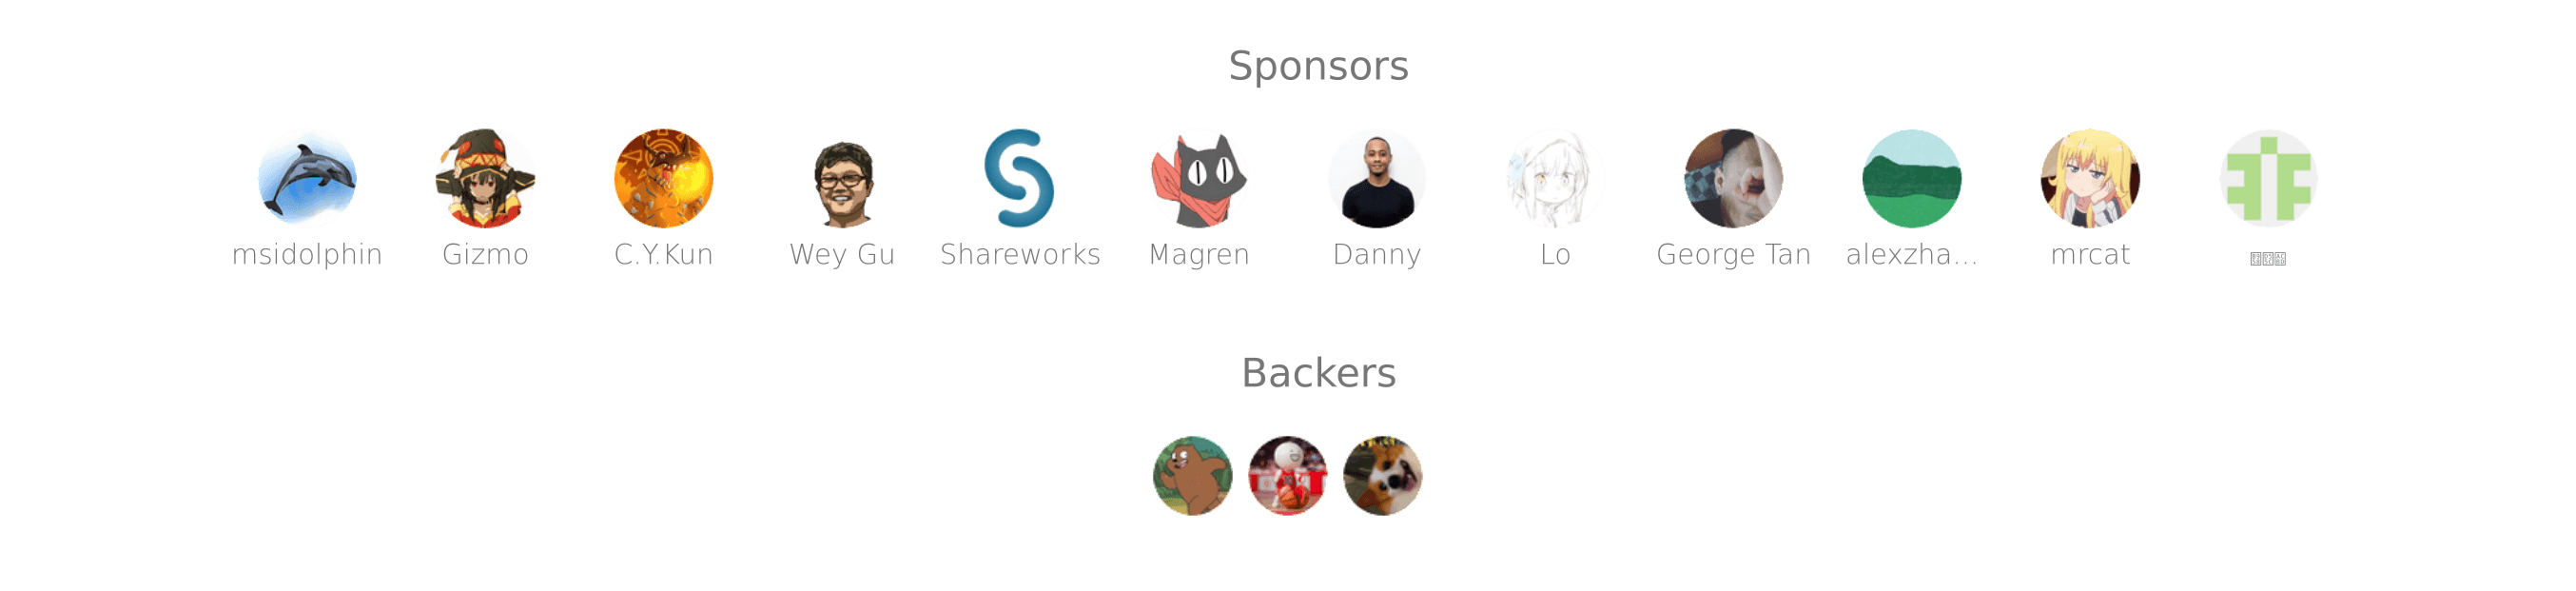 Sponsors
msidolphin Gizmo C.Y.Kun Wey Gu Shareworks Magren Danny Lo George Tan alexzha... mrcat
Backers